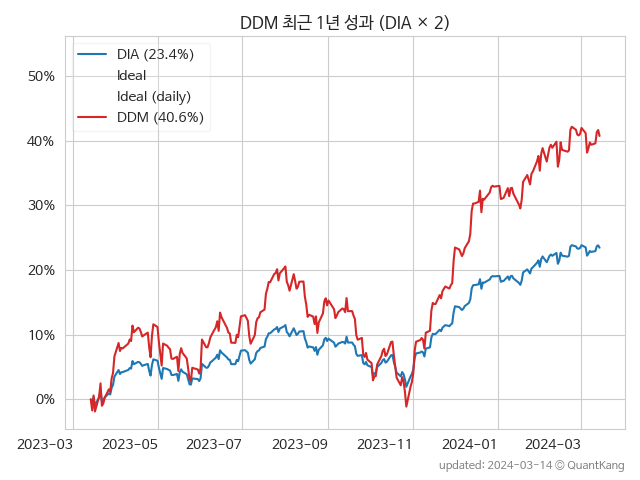 DDM 최근 1년 성과 (DIA × 2)
DIA (23.4%)
Ideal
Ideal (daily)
DDM (40.6%)
50%
40%
30%
20%
10%
0%
2023-03 2023-05 2023-07 2023-09 2023-11 2024-01 2024-03
updated: 2024-03-14 © QuantKang